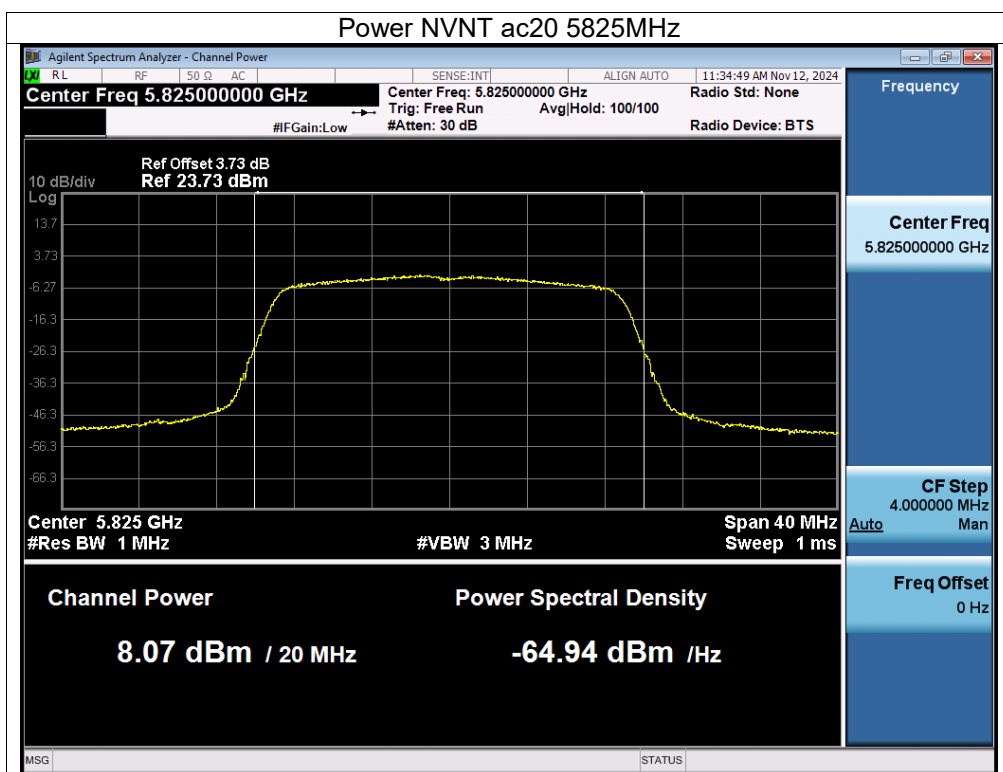 Power NVNT ac20 5825MHz
Agilent Spectrum Analyzer - Channel Power
LXI RL RF 50 Ω AC SENSE:INT ALIGN AUTO 11:34:49 AM Nov 12, 2024
Center Freq 5.825000000 GHz
Center Freq: 5.825000000 GHz
Radio Std: None
Trig: Free Run Avg|Hold: 100/100
#IFGain:Low #Atten: 30 dB Radio Device: BTS
Ref Offset 3.73 dB
10 dB/div Ref 23.73 dBm
Log
13.7
3.73
-6.27
-16.3
-26.3
-36.3
-46.3
-56.3
-66.3
Center 5.825 GHz Span 40 MHz
#Res BW 1 MHz #VBW 3 MHz Sweep 1 ms
Channel Power Power Spectral Density
8.07 dBm / 20 MHz -64.94 dBm /Hz
Frequency
Center Freq
5.825000000 GHz
CF Step
4.000000 MHz
Auto Man
Freq Offset
0 Hz
MSG STATUS